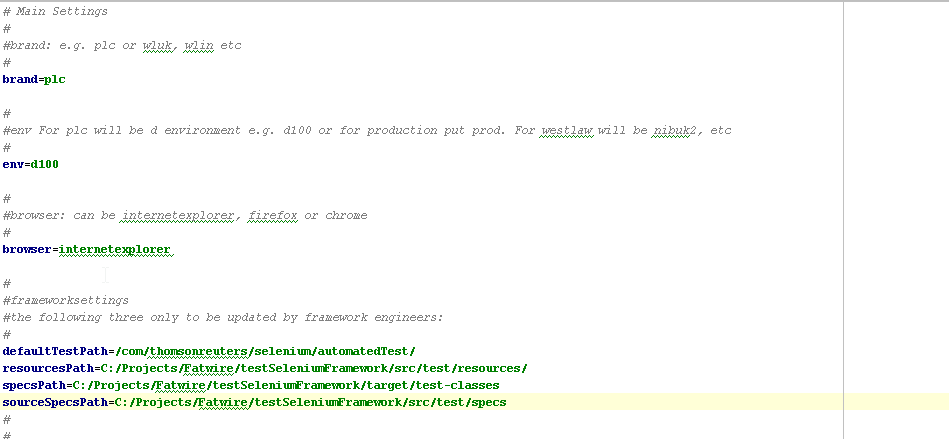 # Main Settings
#
#brand: e.g. plc or wluk, wlin etc
#
brand=plc
#
#env For plc will be d environment e.g. d100 or for production put prod. For westlaw will be nibuk2, etc
#
env=d100
#
#browser: can be internetexplorer, firefox or chrome
#
browser=internetexplorer
#
#frameworksettings
#the following three only to be updated by framework engineers:
#
defaultTestPath=/com/thomsonreuters/selenium/automatedTest/
resourcesPath=C:/Projects/Fatwire/testSeleniumFramework/src/test/resources/
specsPath=C:/Projects/Fatwire/testSeleniumFramework/target/test-classes
sourceSpecsPath=C:/Projects/Fatwire/testSeleniumFramework/src/test/specs
#
#